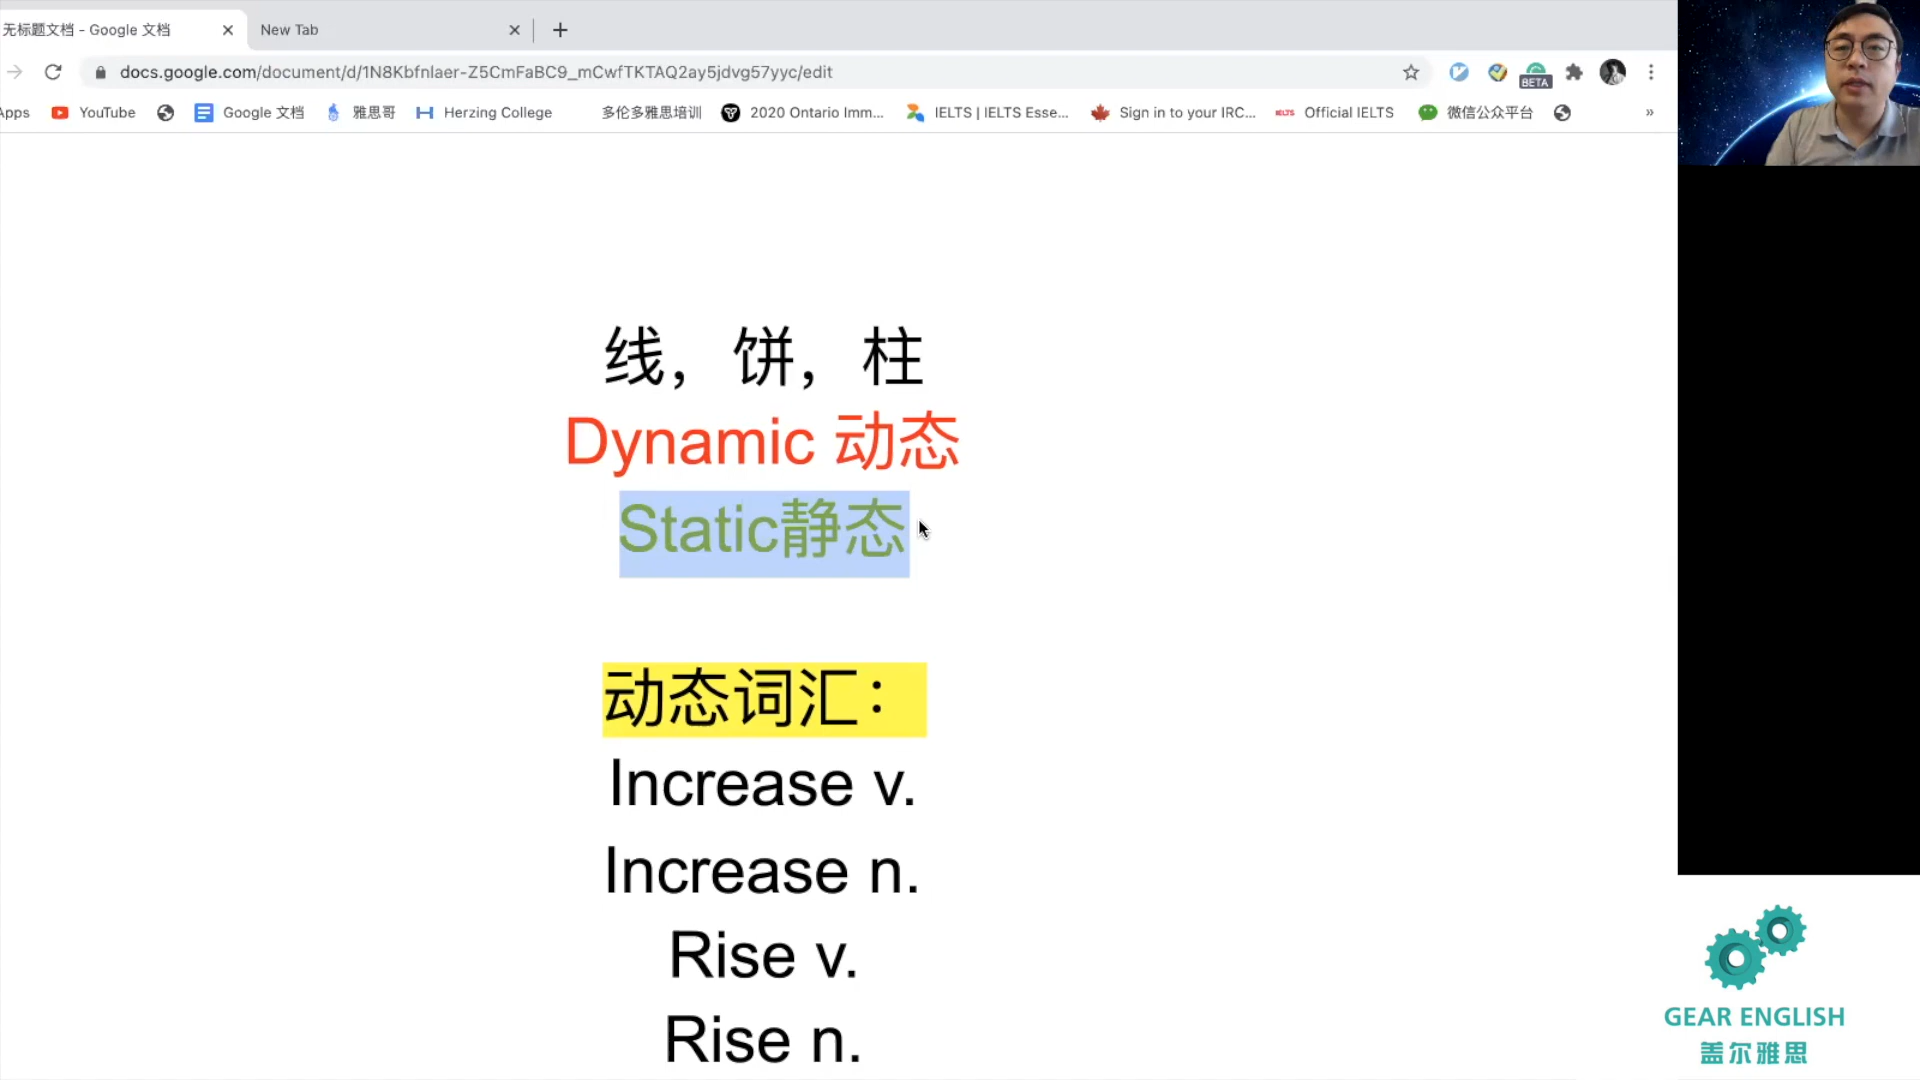 无标题文档 - Google 文档
New Tab
docs.google.com/document/d/1N8Kbfnlaer-Z5CmFaBC9_mCwfTKTAQ2ay5jdvg57yyc/edit
BETA
Apps
YouTube
Google 文档
雅思哥
Herzing College
多伦多雅思培训
2020 Ontario Imm...
IELTS | IELTS Esse...
Sign in to your IRC...
IELTS
Official IELTS
微信公众平台
»
线，饼，柱
Dynamic 动态
Static静态
动态词汇：
Increase v.
Increase n.
Rise v.
Rise n.
GEAR ENGLISH
盖尔雅思